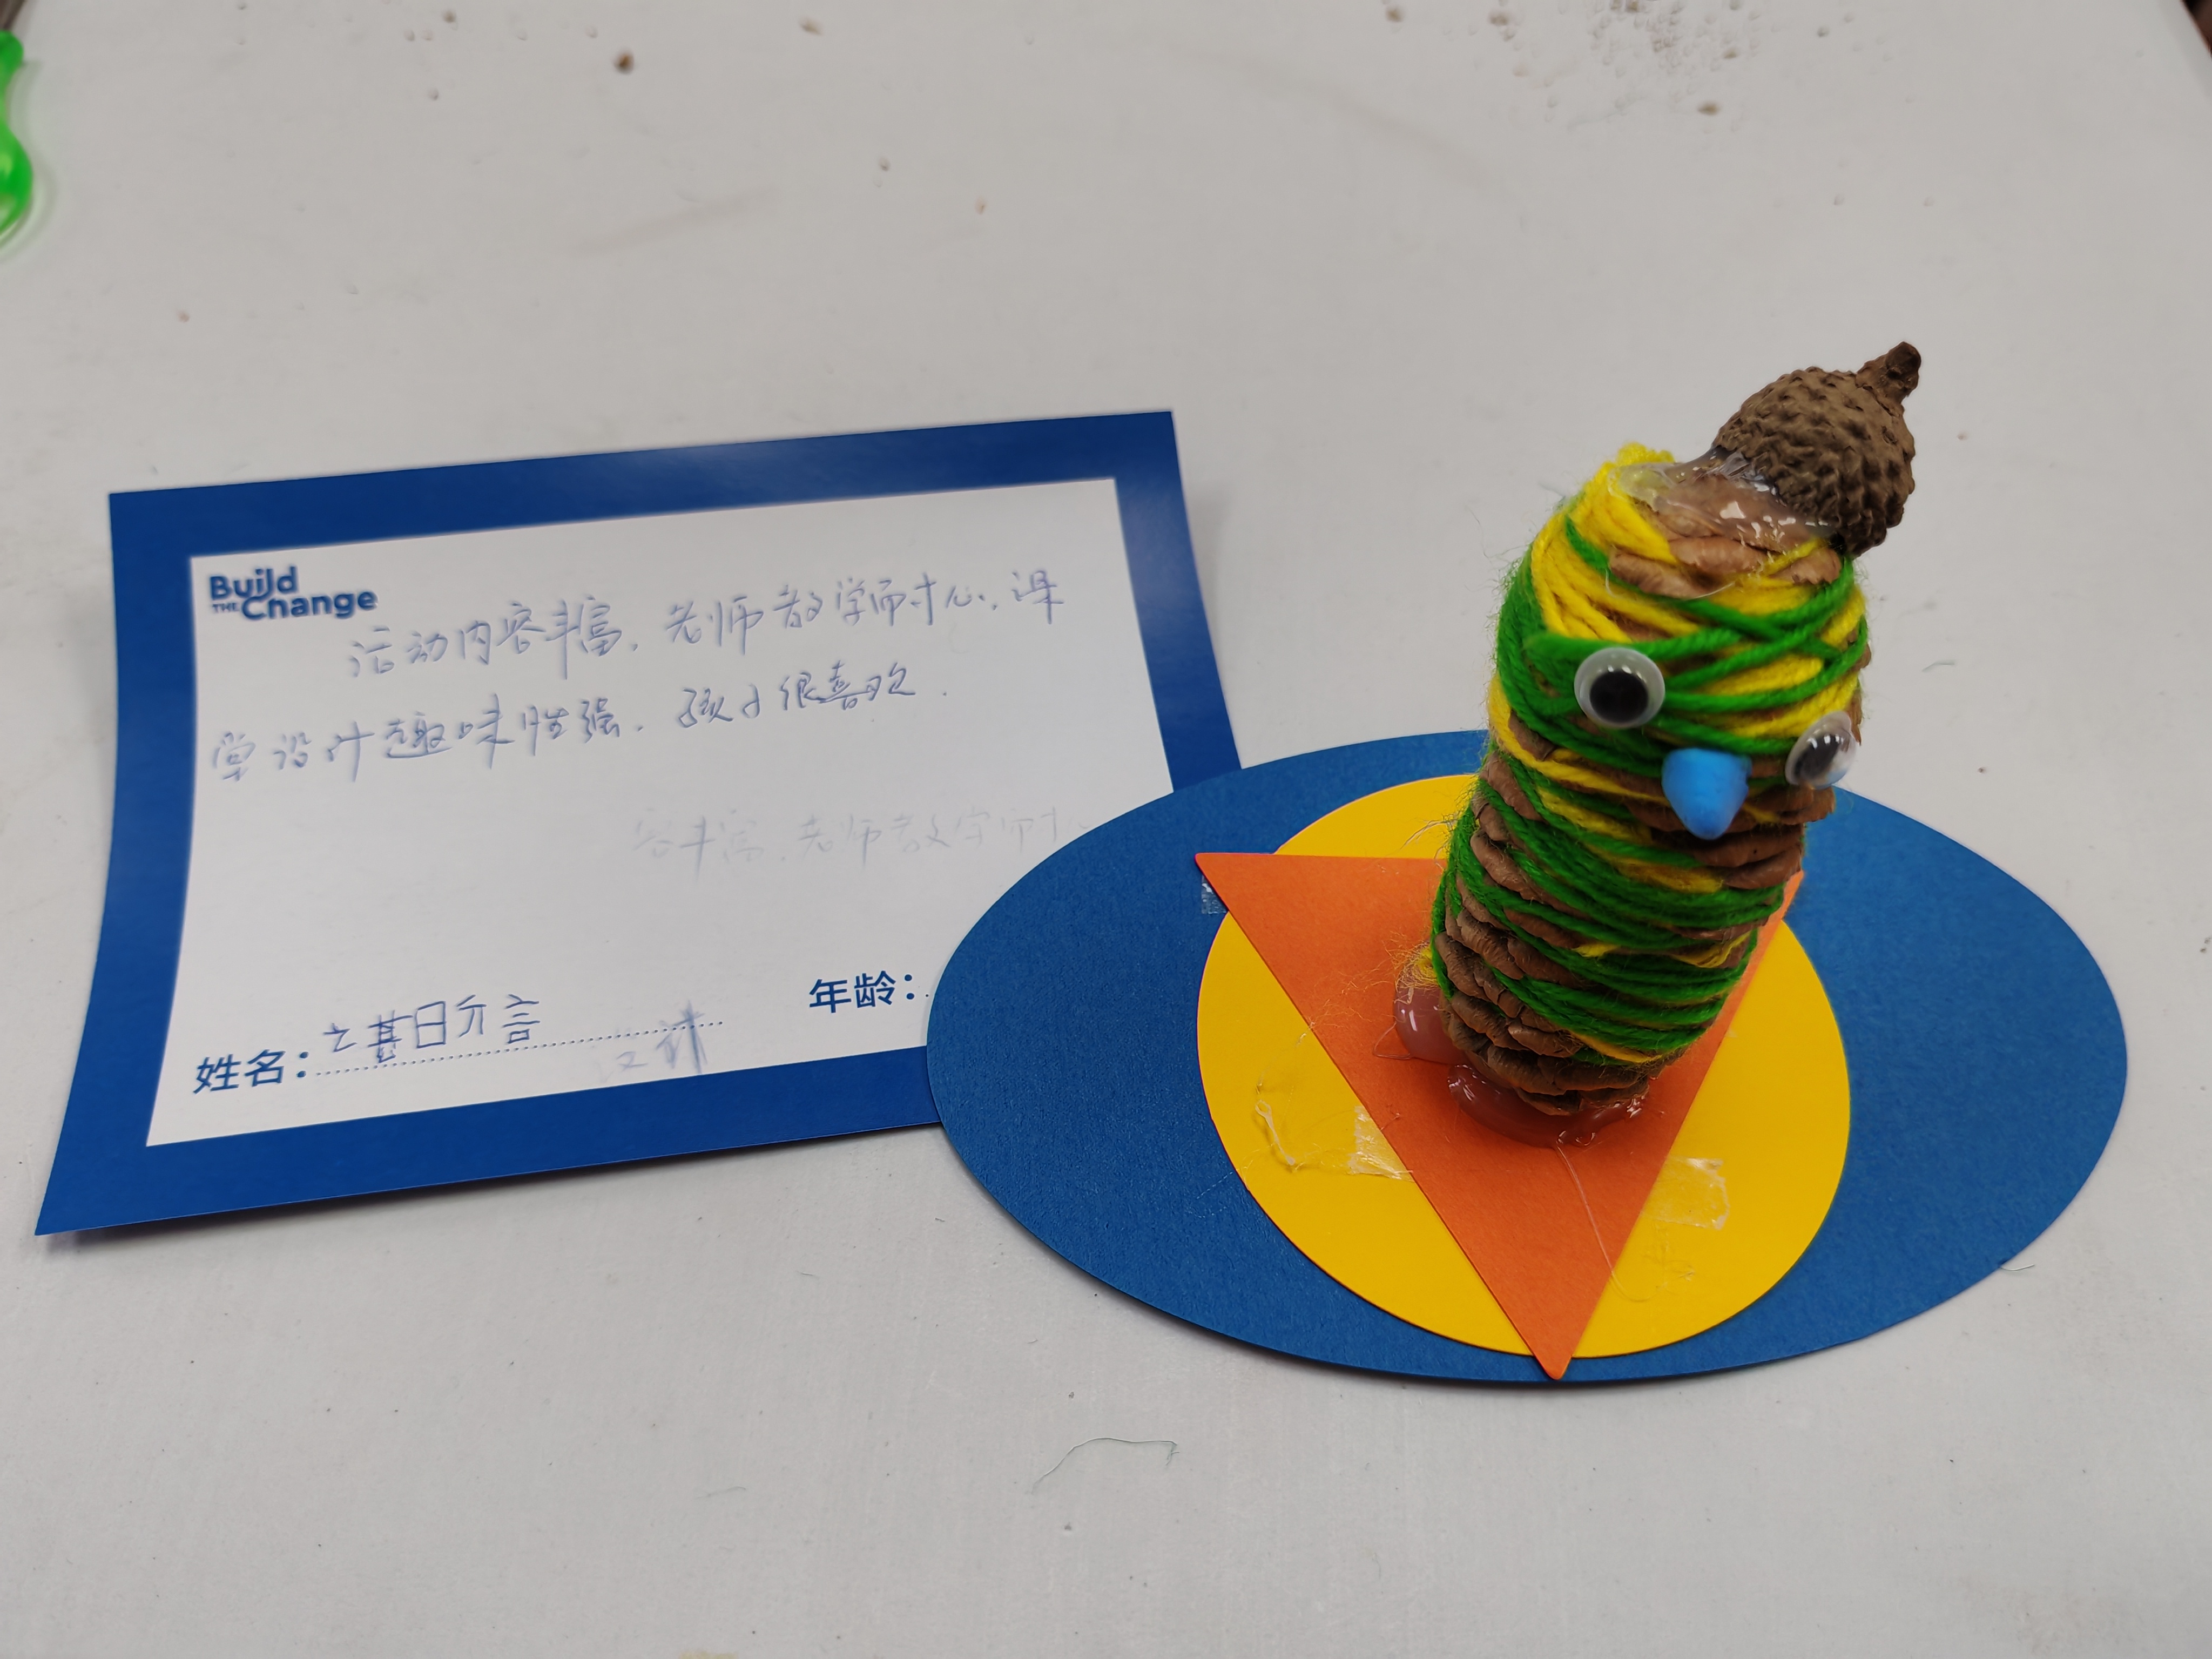 Build
THE Change
活动内容丰富,老师教学耐心,课
堂设计趣味性强,孩子很喜欢.
容丰富,老师教学耐心
姓名:
年龄: